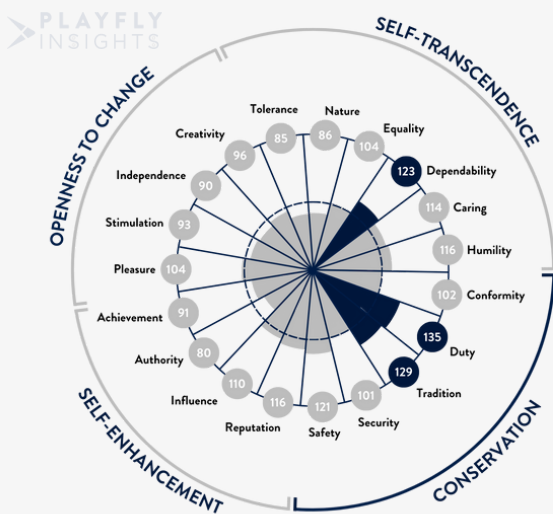 PLAYFLY
INSIGHTS
SELF-TRANSCENDENCE
OPENNESS TO CHANGE
SELF-ENHANCEMENT
CONSERVATION
Nature
86
Equality
104
Dependability
123
Caring
114
Humility
116
Conformity
102
Duty
135
Tradition
129
Security
101
Safety
121
Reputation
116
Influence
110
Authority
80
Achievement
91
Pleasure
104
Stimulation
93
Independence
90
Creativity
96
Tolerance
85